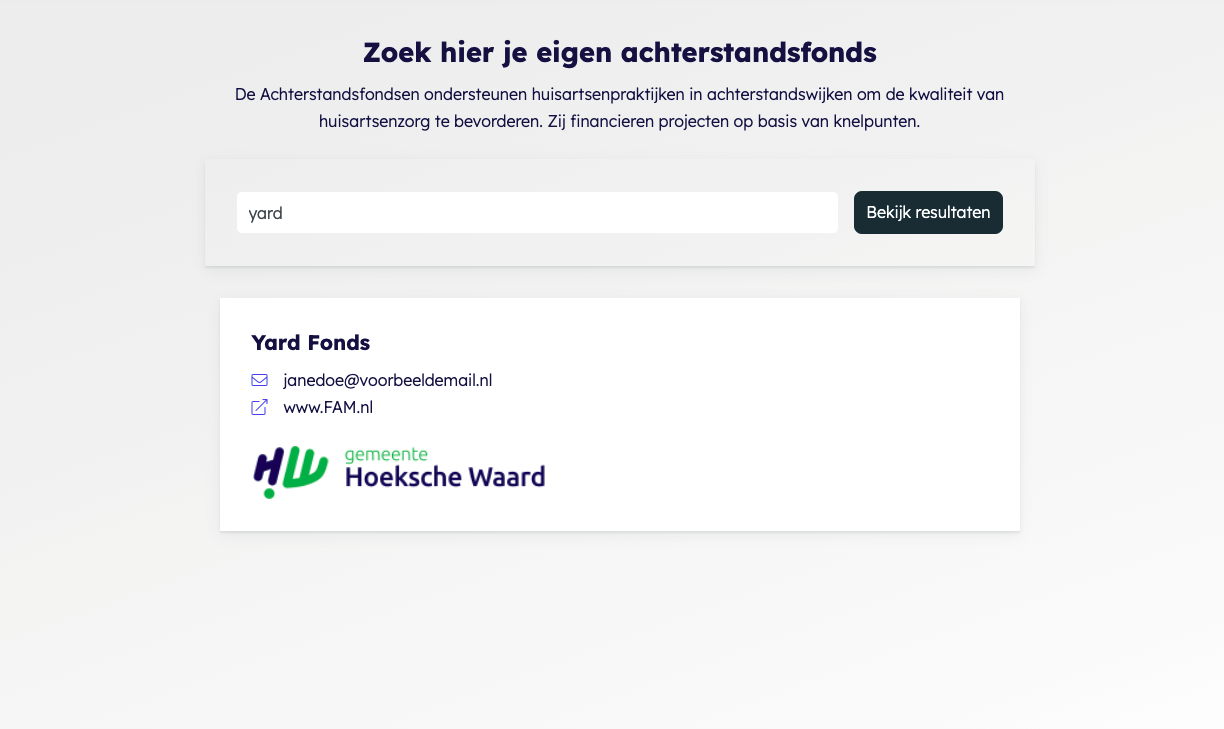 Zoek hier je eigen achterstandsfonds
De Achterstandsfondsen ondersteunen huisartsenpraktijken in achterstandswijken om de kwaliteit van
huisartsenzorg te bevorderen. Zij financieren projecten op basis van knelpunten.
yard
Bekijk resultaten
Yard Fonds
janedoe@voorbeeldemail.nl
www.FAM.nl
gemeente
Hoeksche Waard